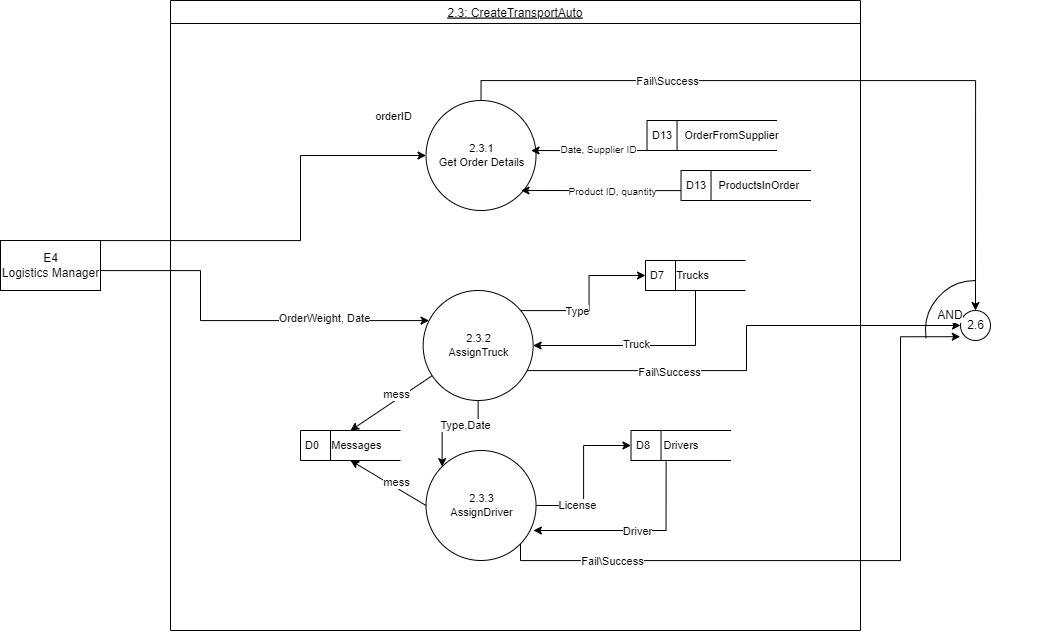 2.3: CreateTransportAuto
Fail\Success
orderID
2.3.1
Get Order Details
D13 OrderFromSupplier
Date, Supplier ID
D13 ProductsInOrder
Product ID, quantity
E4
Logistics Manager
D7 Trucks
Type
OrderWeight, Date
AND
2.6
2.3.2
AssignTruck
Truck
Fail\Success
mess
Type,Date
D0 Messages
D8 Drivers
mess
2.3.3
AssignDriver
License
Driver
Fail\Success